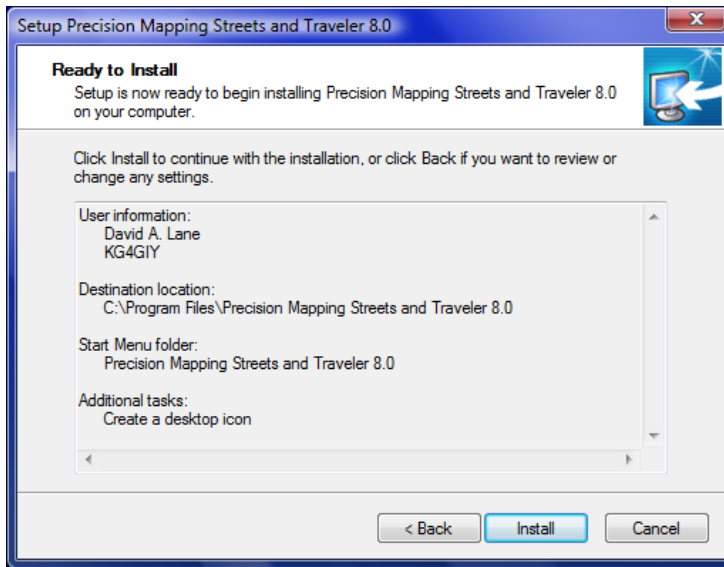 Setup Precision Mapping Streets and Traveler 8.0
Ready to Install
Setup is now ready to begin installing Precision Mapping Streets and Traveler 8.0
on your computer.
Click Install to continue with the installation, or click Back if you want to review or
change any settings.
User information:
David A. Lane
KG4GIY
Destination location:
C:\Program Files\Precision Mapping Streets and Traveler 8.0
Start Menu folder:
Precision Mapping Streets and Traveler 8.0
Additional tasks:
Create a desktop icon
< Back
Install
Cancel